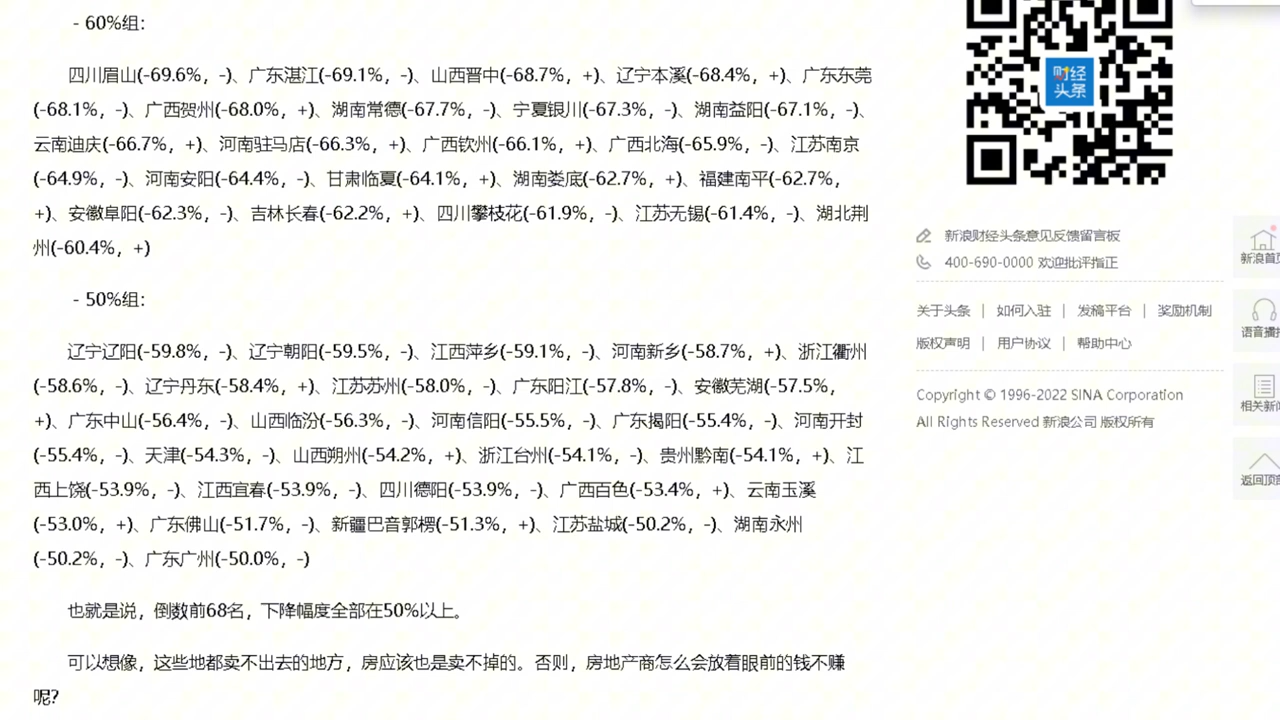 - 60%组：
四川眉山(-69.6%，-)、广东湛江(-69.1%，-)、山西晋中(-68.7%，+)、辽宁本溪(-68.4%，+)、广东东莞
(-68.1%，-)、广西贺州(-68.0%，+)、湖南常德(-67.7%，-)、宁夏银川(-67.3%，-)、湖南益阳(-67.1%，-)、
云南迪庆(-66.7%，+)、河南驻马店(-66.3%，+)、广西钦州(-66.1%，+)、广西北海(-65.9%，-)、江苏南京
(-64.9%，-)、河南安阳(-64.4%，-)、甘肃临夏(-64.1%，+)、湖南娄底(-62.7%，+)、福建南平(-62.7%，
+)、安徽阜阳(-62.3%，-)、吉林长春(-62.2%，+)、四川攀枝花(-61.9%，-)、江苏无锡(-61.4%，-)、湖北荆
州(-60.4%，+)
- 50%组：
辽宁辽阳(-59.8%，-)、辽宁朝阳(-59.5%，-)、江西萍乡(-59.1%，-)、河南新乡(-58.7%，+)、浙江衢州
(-58.6%，-)、辽宁丹东(-58.4%，+)、江苏苏州(-58.0%，-)、广东阳江(-57.8%，-)、安徽芜湖(-57.5%，
+)、广东中山(-56.4%，-)、山西临汾(-56.3%，-)、河南信阳(-55.5%，-)、广东揭阳(-55.4%，-)、河南开封
(-55.4%，-)、天津(-54.3%，-)、山西朔州(-54.2%，+)、浙江台州(-54.1%，-)、贵州黔南(-54.1%，+)、江
西上饶(-53.9%，-)、江西宜春(-53.9%，-)、四川德阳(-53.9%，-)、广西百色(-53.4%，+)、云南玉溪
(-53.0%，+)、广东佛山(-51.7%，-)、新疆巴音郭楞(-51.3%，+)、江苏盐城(-50.2%，-)、湖南永州
(-50.2%，-)、广东广州(-50.0%，-)
也就是说，倒数前68名，下降幅度全部在50%以上。
可以想像，这些地都卖不出去的地方，房应该也是卖不掉的。否则，房地产商怎么会放着眼前的钱不赚
呢?
财经
头条
新浪财经头条意见反馈留言板
400-690-0000 欢迎批评指正
关于头条 | 如何入驻 | 发稿平台 | 奖励机制
版权声明 | 用户协议 | 帮助中心
Copyright © 1996-2022 SINA Corporation
All Rights Reserved 新浪公司 版权所有
新浪首页
语音播
相关新
返回顶